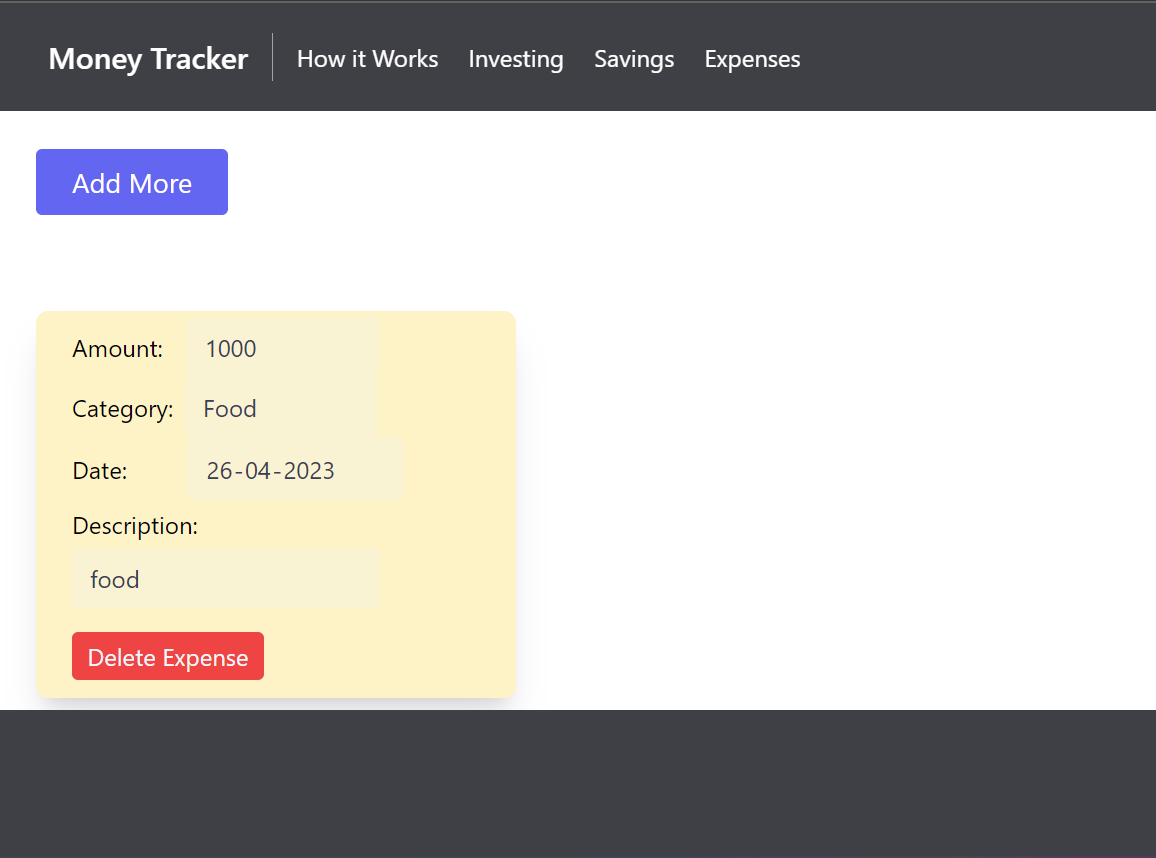 Money Tracker How it Works Investing Savings Expenses
Add More
Amount: 1000
Category: Food
Date: 26-04-2023
Description:
food
Delete Expense